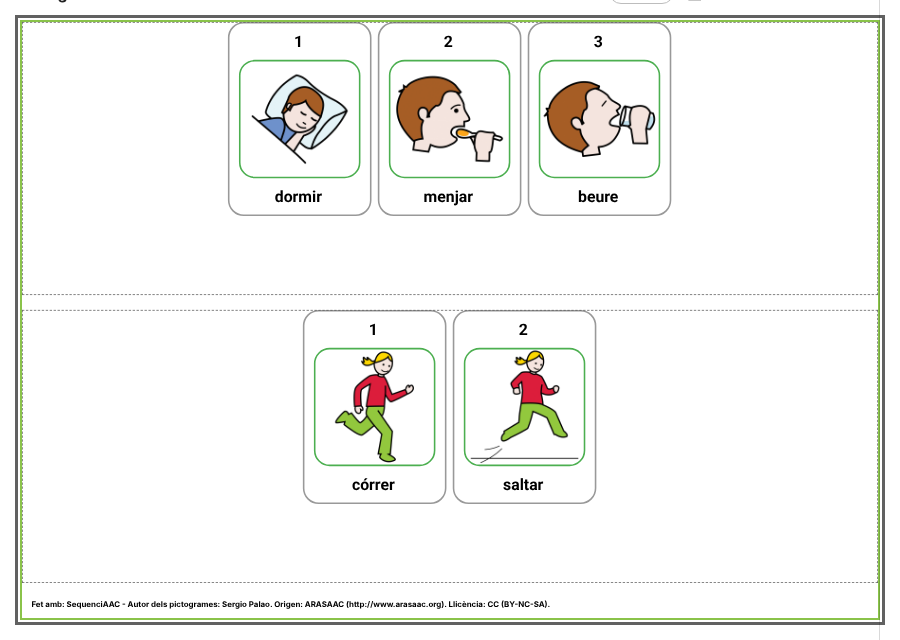 1
2
3
dormir
menjar
beure
1
2
córrer
saltar
Fet amb: SequenciAAC - Autor dels pictogrames: Sergio Palao. Origen: ARASAAC (http://www.arasaac.org). Llicència: CC (BY-NC-SA).